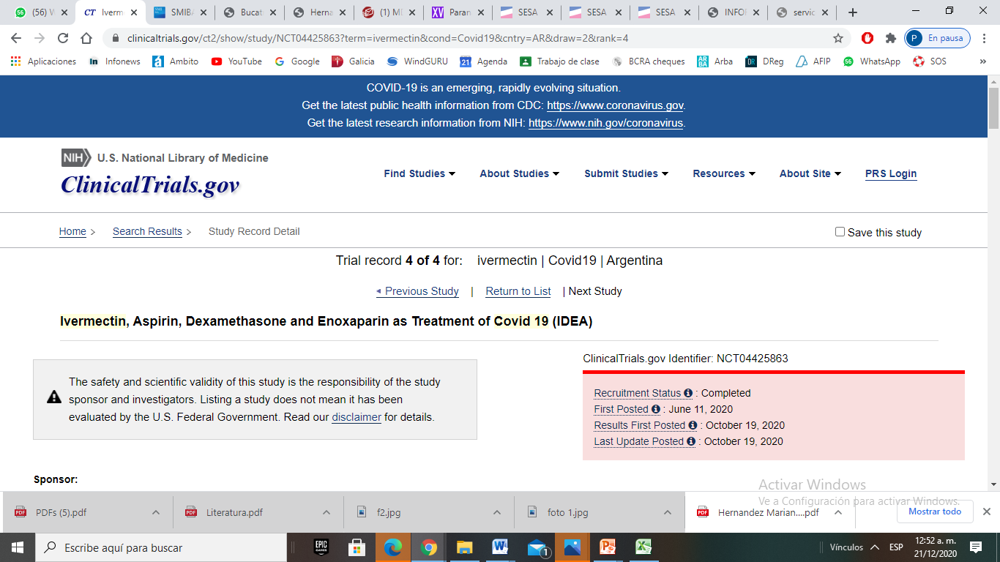 (56) W
Iverm
SMIBA
Bucat
Herna
(1) MI
Paran
SESA
SESA
SESA
INFO
servic
clinicaltrials.gov/ct2/show/study/NCT04425863?term=ivermectin&cond=Covid19&cntry=AR&draw=2&rank=4
P En pausa
Aplicaciones Infonews Ambito YouTube Google Galicia WindGURU 21 Agenda Trabajo de clase BCRA cheques ARBA Arba DR DReg AFIP 56 WhatsApp SOS »
COVID-19 is an emerging, rapidly evolving situation.
Get the latest public health information from CDC: https://www.coronavirus.gov.
Get the latest research information from NIH: https://www.nih.gov/coronavirus.
NIH U.S. National Library of Medicine
ClinicalTrials.gov
Find Studies About Studies Submit Studies Resources About Site PRS Login
Home > Search Results > Study Record Detail
Save this study
Trial record 4 of 4 for: ivermectin | Covid19 | Argentina
Previous Study | Return to List | Next Study
Ivermectin, Aspirin, Dexamethasone and Enoxaparin as Treatment of Covid 19 (IDEA)
The safety and scientific validity of this study is the responsibility of the study
sponsor and investigators. Listing a study does not mean it has been
evaluated by the U.S. Federal Government. Read our disclaimer for details.
ClinicalTrials.gov Identifier: NCT04425863
Recruitment Status : Completed
First Posted : June 11, 2020
Results First Posted : October 19, 2020
Last Update Posted : October 19, 2020
Sponsor:
Activar Windows
Ve a Configuración para activar Windows.
PDFs (5).pdf
Literatura.pdf
f2.jpg
foto 1.jpg
Hernandez Marian....pdf
Mostrar todo
Escribe aquí para buscar
EPIC GAMES
1
Vínculos ESP
12:52 a. m.
21/12/2020